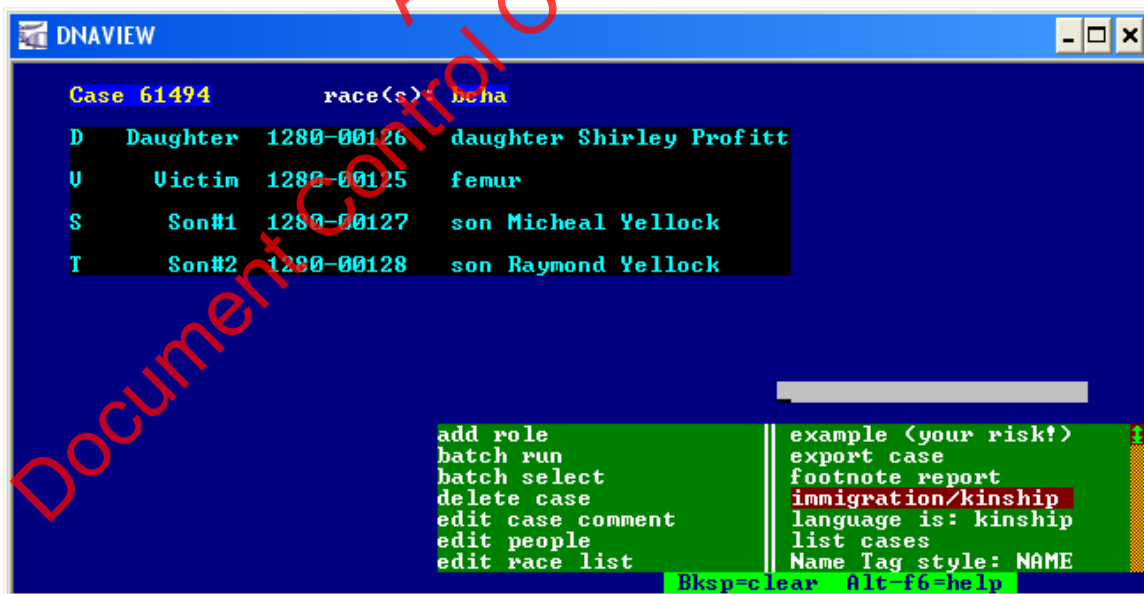 DNAVIEW
Case 61494 race(s): bcha
D Daughter 1280-00126 daughter Shirley Profitt
V Victim 1280-00125 femur
S Son#1 1280-00127 son Micheal Yellock
T Son#2 1280-00128 son Raymond Yellock
add role
batch run
batch select
delete case
edit case comment
edit people
edit race list
example (your risk!)
export case
footnote report
immigration/kinship
language is: kinship
list cases
Name Tag style: NAME
Bksp=clear Alt-f6=help
Document Control